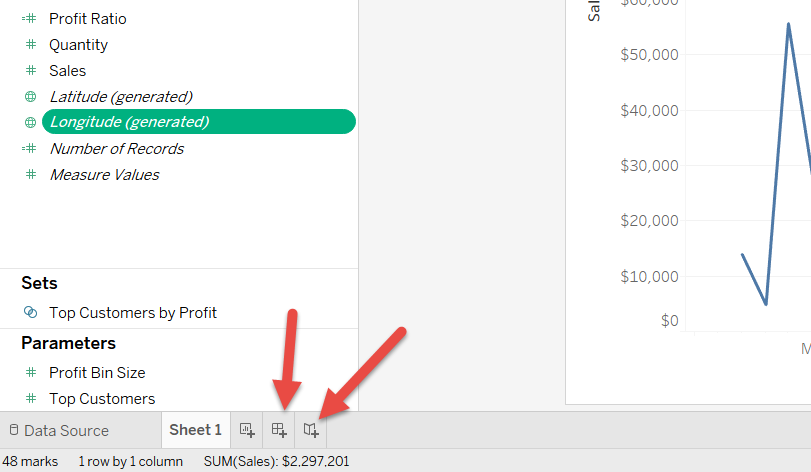 Profit Ratio
Quantity
Sales
Latitude (generated)
Longitude (generated)
Number of Records
Measure Values
Sets
Top Customers by Profit
Parameters
Profit Bin Size
Top Customers
Sal
$60,000
$50,000
$40,000
$30,000
$20,000
$10,000
$0
M
Data Source
Sheet 1
48 marks
1 row by 1 column
SUM(Sales): $2,297,201